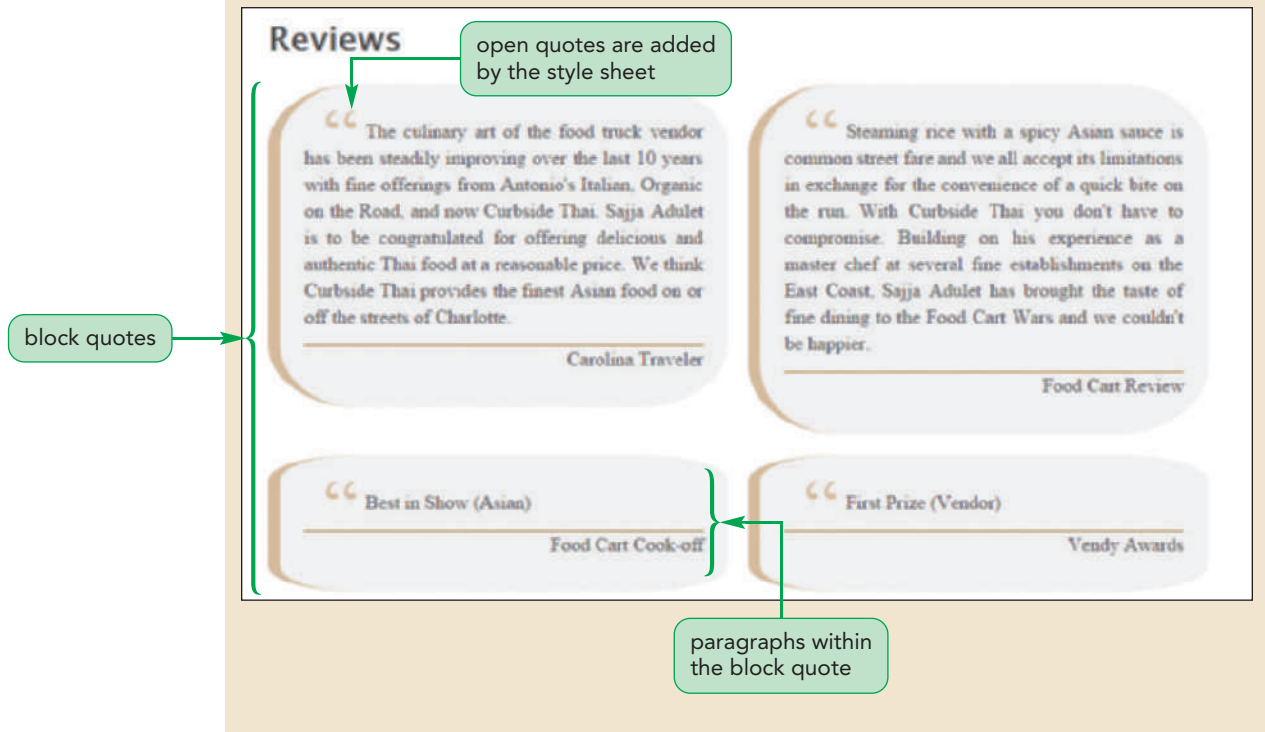 Reviews
open quotes are added
by the style sheet
“ The culinary art of the food truck vendor
has been steadily improving over the last 10 years
with fine offerings from Antonio's Italian, Organic
on the Road, and now Curbside Thai. Sajja Adulet
is to be congratulated for offering delicious and
authentic Thai food at a reasonable price. We think
Curbside Thai provides the finest Asian food on or
off the streets of Charlotte.
Carolina Traveler
“ Steaming rice with a spicy Asian sauce is
common street fare and we all accept its limitations
in exchange for the convenience of a quick bite on
the run. With Curbside Thai you don't have to
compromise. Building on his experience as a
master chef at several fine establishments on the
East Coast, Sajja Adulet has brought the taste of
fine dining to the Food Cart Wars and we couldn't
be happier.
Food Cart Review
block quotes
“ Best in Show (Asian)
Food Cart Cook-off
“ First Prize (Vendor)
Vendy Awards
paragraphs within
the block quote